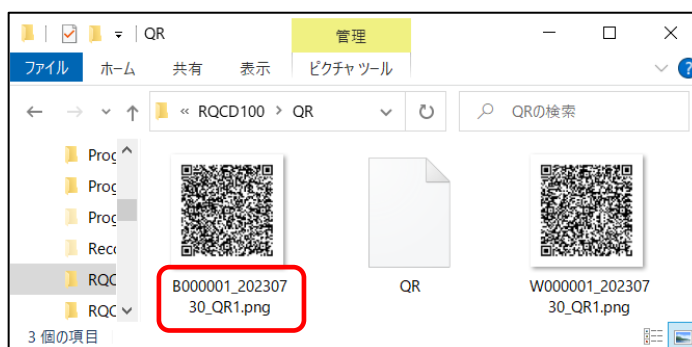 QR
管理
ファイル
ホーム
共有
表示
ピクチャ ツール
« RQCD100 > QR
QRの検索
Prog
Prog
Prog
Reco
RQC
RQC
B000001_202307
30_QR1.png
QR
W000001_202307
30_QR1.png
3 個の項目